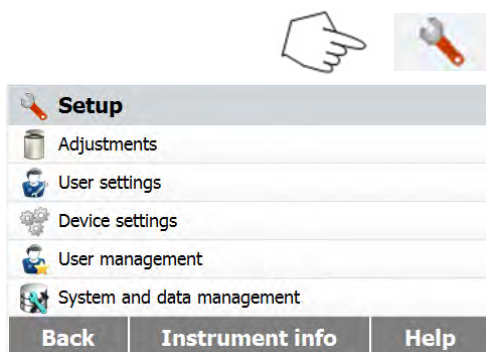 Setup
Adjustments
User settings
Device settings
User management
System and data management
Back Instrument info Help